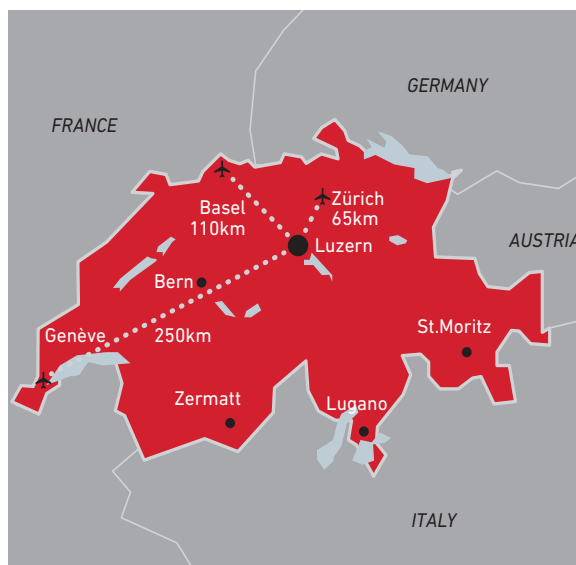 GERMANY
FRANCE
Basel
110km
Zürich
65km
Luzern
AUSTRIA
Bern
Genève
250km
St.Moritz
Zermatt
Lugano
ITALY